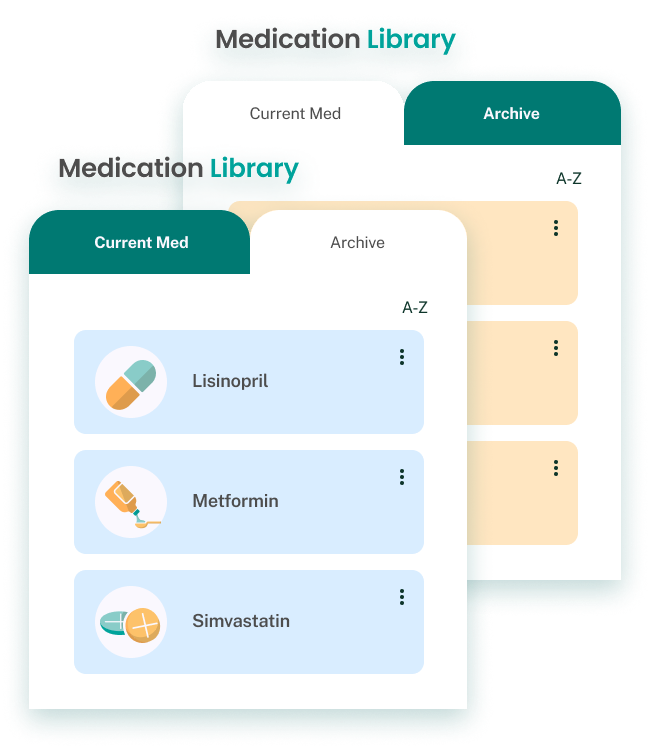 Medication Library
Current Med
Archive
A-Z
Medication Library
Current Med
Archive
A-Z
Lisinopril
Metformin
Simvastatin